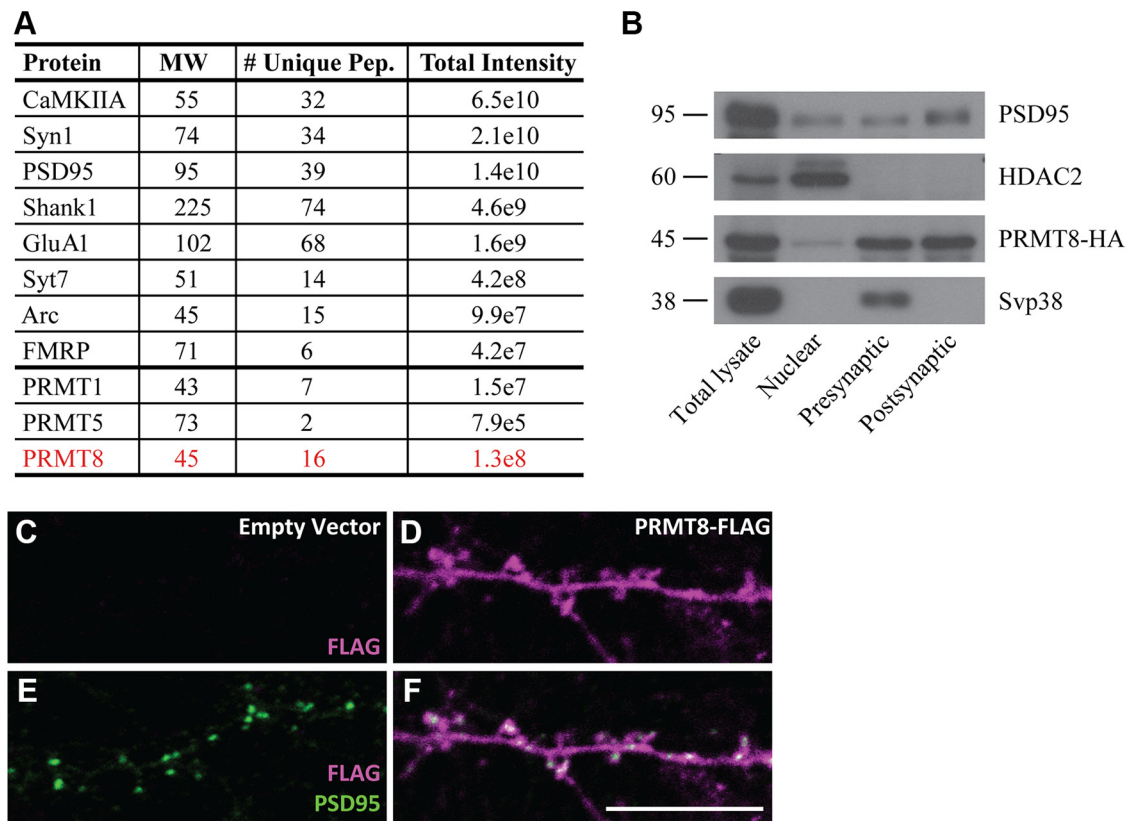 A
Protein MW # Unique Pep. Total Intensity
CaMKIIA 55 32 6.5e10
Syn1 74 34 2.1e10
PSD95 95 39 1.4e10
Shank1 225 74 4.6e9
GluA1 102 68 1.6e9
Syt7 51 14 4.2e8
Arc 45 15 9.9e7
FMRP 71 6 4.2e7
PRMT1 43 7 1.5e7
PRMT5 73 2 7.9e5
PRMT8 45 16 1.3e8
B
95 PSD95
60 HDAC2
45 PRMT8-HA
38 Svp38
Total lysate
Nuclear
Presynaptic
Postsynaptic
C Empty Vector
FLAG
D PRMT8-FLAG
E
FLAG
PSD95
F